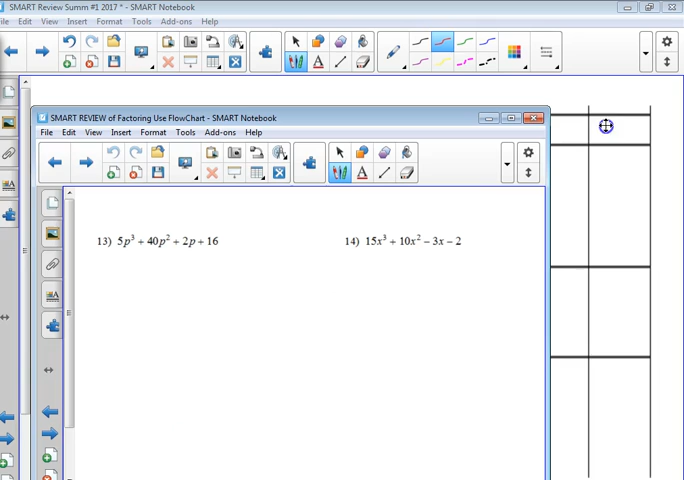 SMART Review Summ #1 2017 * - SMART Notebook
File Edit View Insert Format Tools Add-ons Help
SMART REVIEW of Factoring Use FlowChart - SMART Notebook
File Edit View Insert Format Tools Add-ons Help
13) 5p³ + 40p² + 2p + 16
14) 15x³ + 10x² − 3x − 2